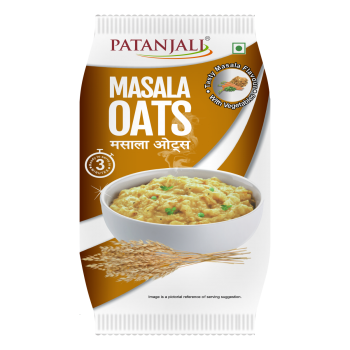 PATANJALI®
Tasty Masala Flavour
With Vegetables
MASALA
OATS
मसाला ओट्स
3
Image is a pictorial reference of serving suggestion.